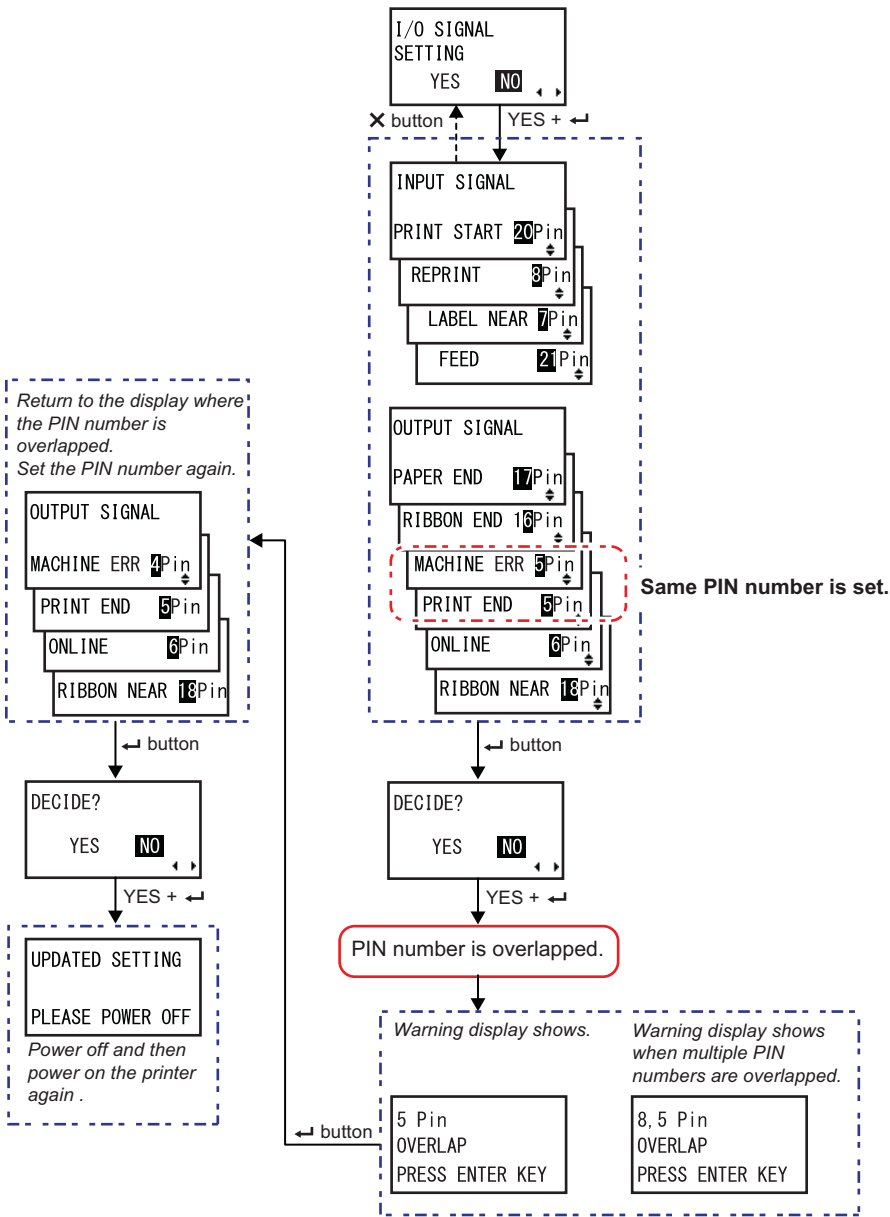 I/O SIGNAL
SETTING
YES NO
✕ button
YES + ↵
INPUT SIGNAL
PRINT START 20Pin
REPRINT 8Pin
LABEL NEAR 7Pin
FEED 21Pin
OUTPUT SIGNAL
PAPER END 17Pin
RIBBON END 16Pin
MACHINE ERR 5Pin
PRINT END 5Pin
ONLINE 6Pin
RIBBON NEAR 18Pin
Same PIN number is set.
↵ button
DECIDE?
YES NO
YES + ↵
PIN number is overlapped.
Warning display shows.
5 Pin
OVERLAP
PRESS ENTER KEY
Warning display shows
when multiple PIN
numbers are overlapped.
8,5 Pin
OVERLAP
PRESS ENTER KEY
↵ button
Return to the display where
the PIN number is
overlapped.
Set the PIN number again.
OUTPUT SIGNAL
MACHINE ERR 4Pin
PRINT END 5Pin
ONLINE 6Pin
RIBBON NEAR 18Pin
↵ button
DECIDE?
YES NO
YES + ↵
UPDATED SETTING
PLEASE POWER OFF
Power off and then
power on the printer
again .